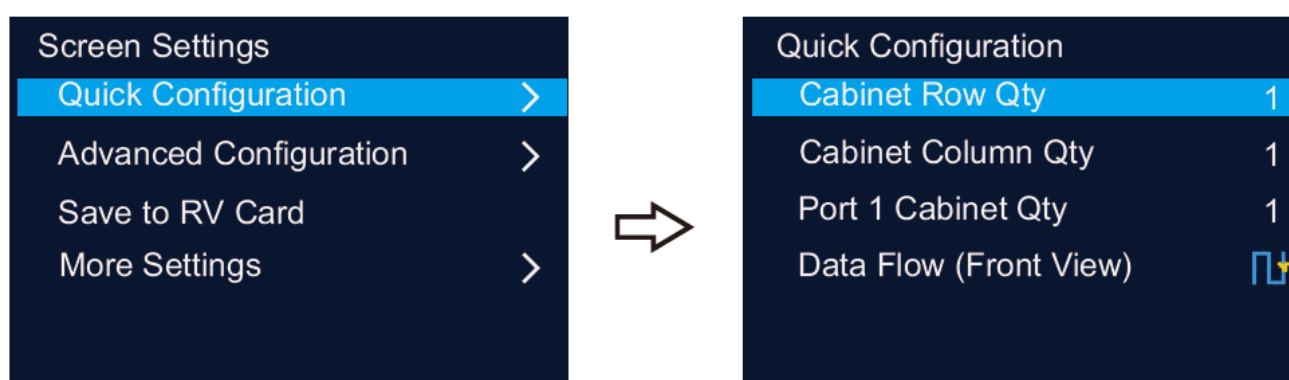 Screen Settings
Quick Configuration
Advanced Configuration
Save to RV Card
More Settings
Quick Configuration
Cabinet Row Qty 1
Cabinet Column Qty 1
Port 1 Cabinet Qty 1
Data Flow (Front View)